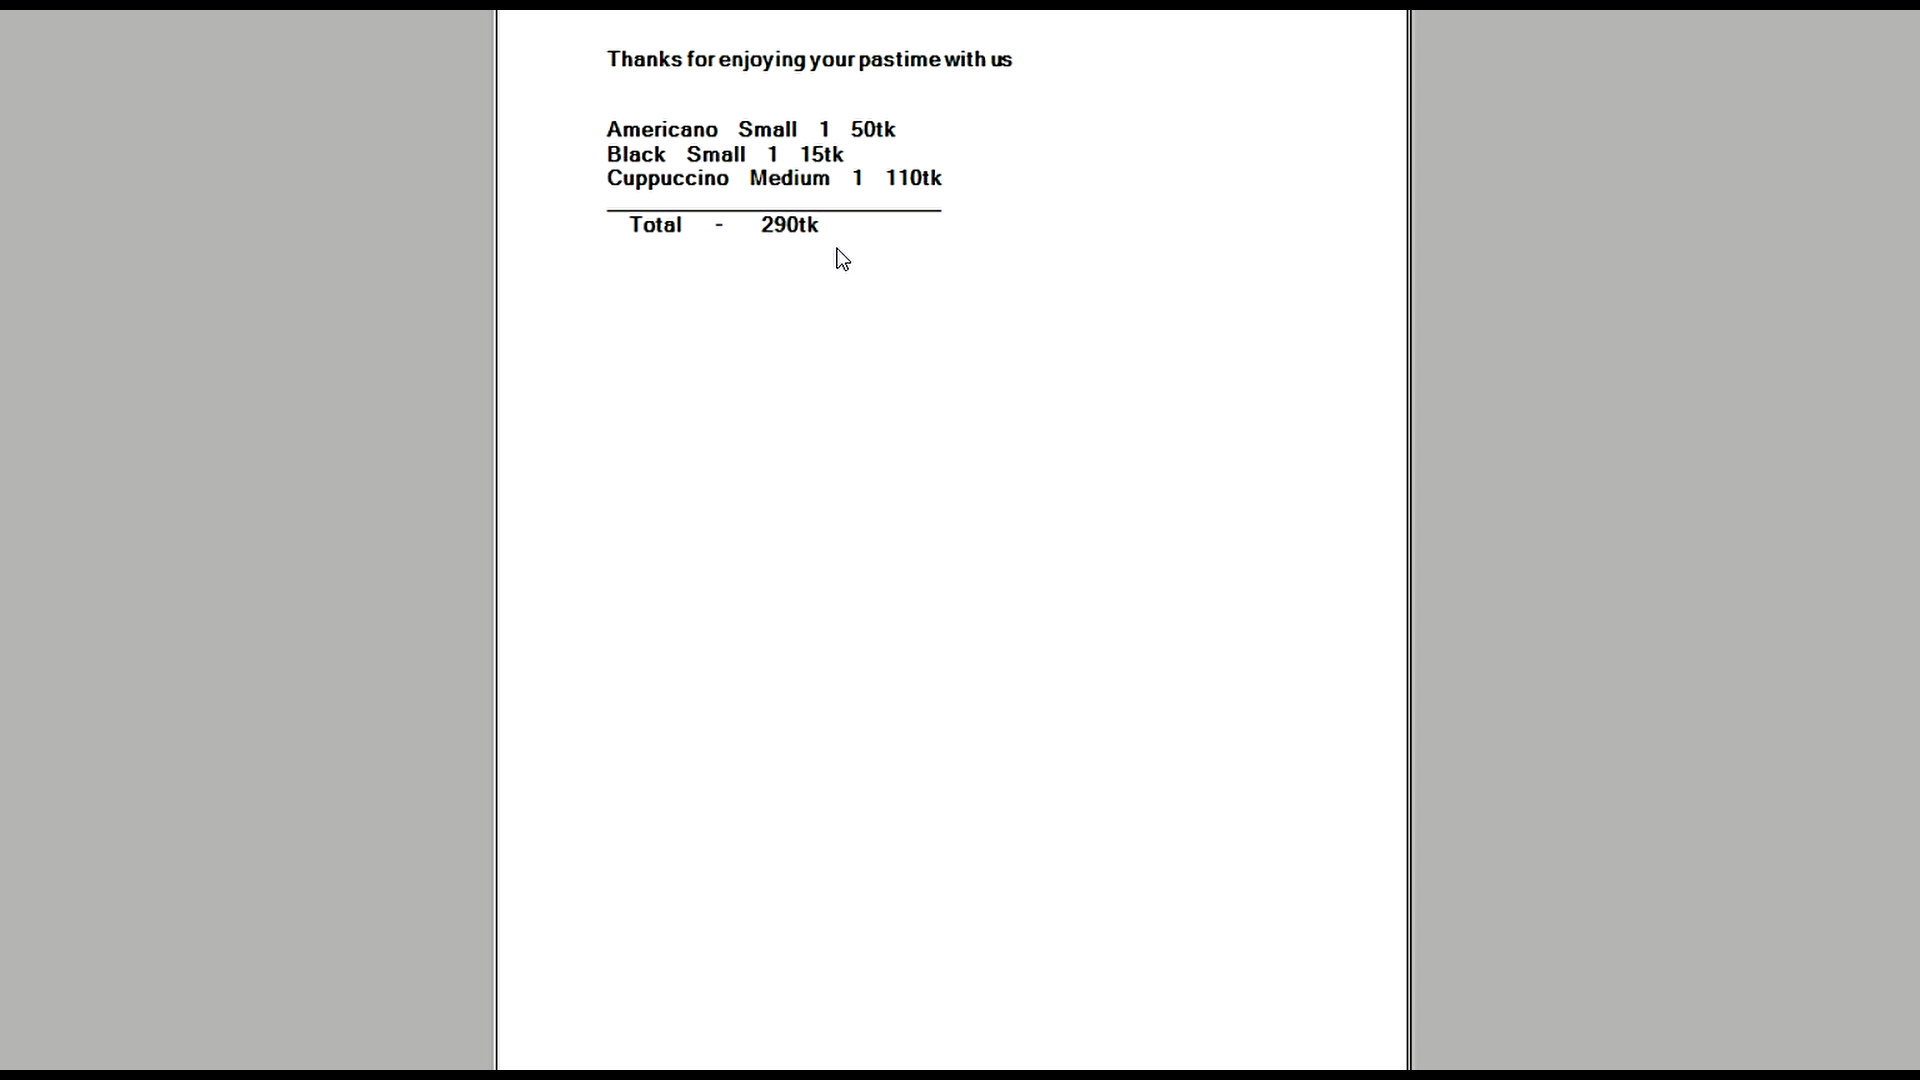 Thanks for enjoying your pastime with us
Americano Small 1 50tk
Black Small 1 15tk
Cuppuccino Medium 1 110tk
Total - 290tk